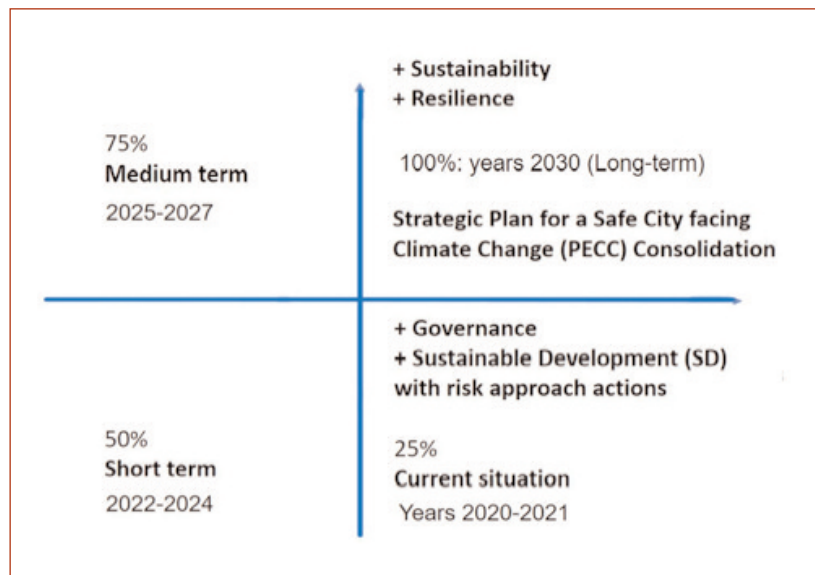 75%
Medium term
2025-2027
+ Sustainability
+ Resilience
100%: years 2030 (Long-term)
Strategic Plan for a Safe City facing
Climate Change (PECC) Consolidation
50%
Short term
2022-2024
+ Governance
+ Sustainable Development (SD)
with risk approach actions
25%
Current situation
Years 2020-2021